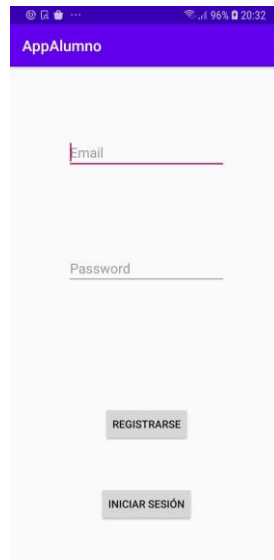 96% 20:32
AppAlumno
Email
Password
REGISTRARSE
INICIAR SESIÓN